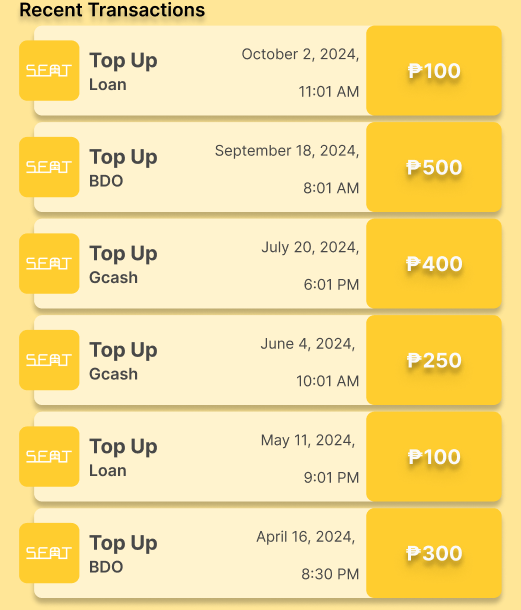 Recent Transactions
SEAT
Top Up
Loan
October 2, 2024,
11:01 AM
₱100
SEAT
Top Up
BDO
September 18, 2024,
8:01 AM
₱500
SEAT
Top Up
Gcash
July 20, 2024,
6:01 PM
₱400
SEAT
Top Up
Gcash
June 4, 2024,
10:01 AM
₱250
SEAT
Top Up
Loan
May 11, 2024,
9:01 PM
₱100
SEAT
Top Up
BDO
April 16, 2024,
8:30 PM
₱300